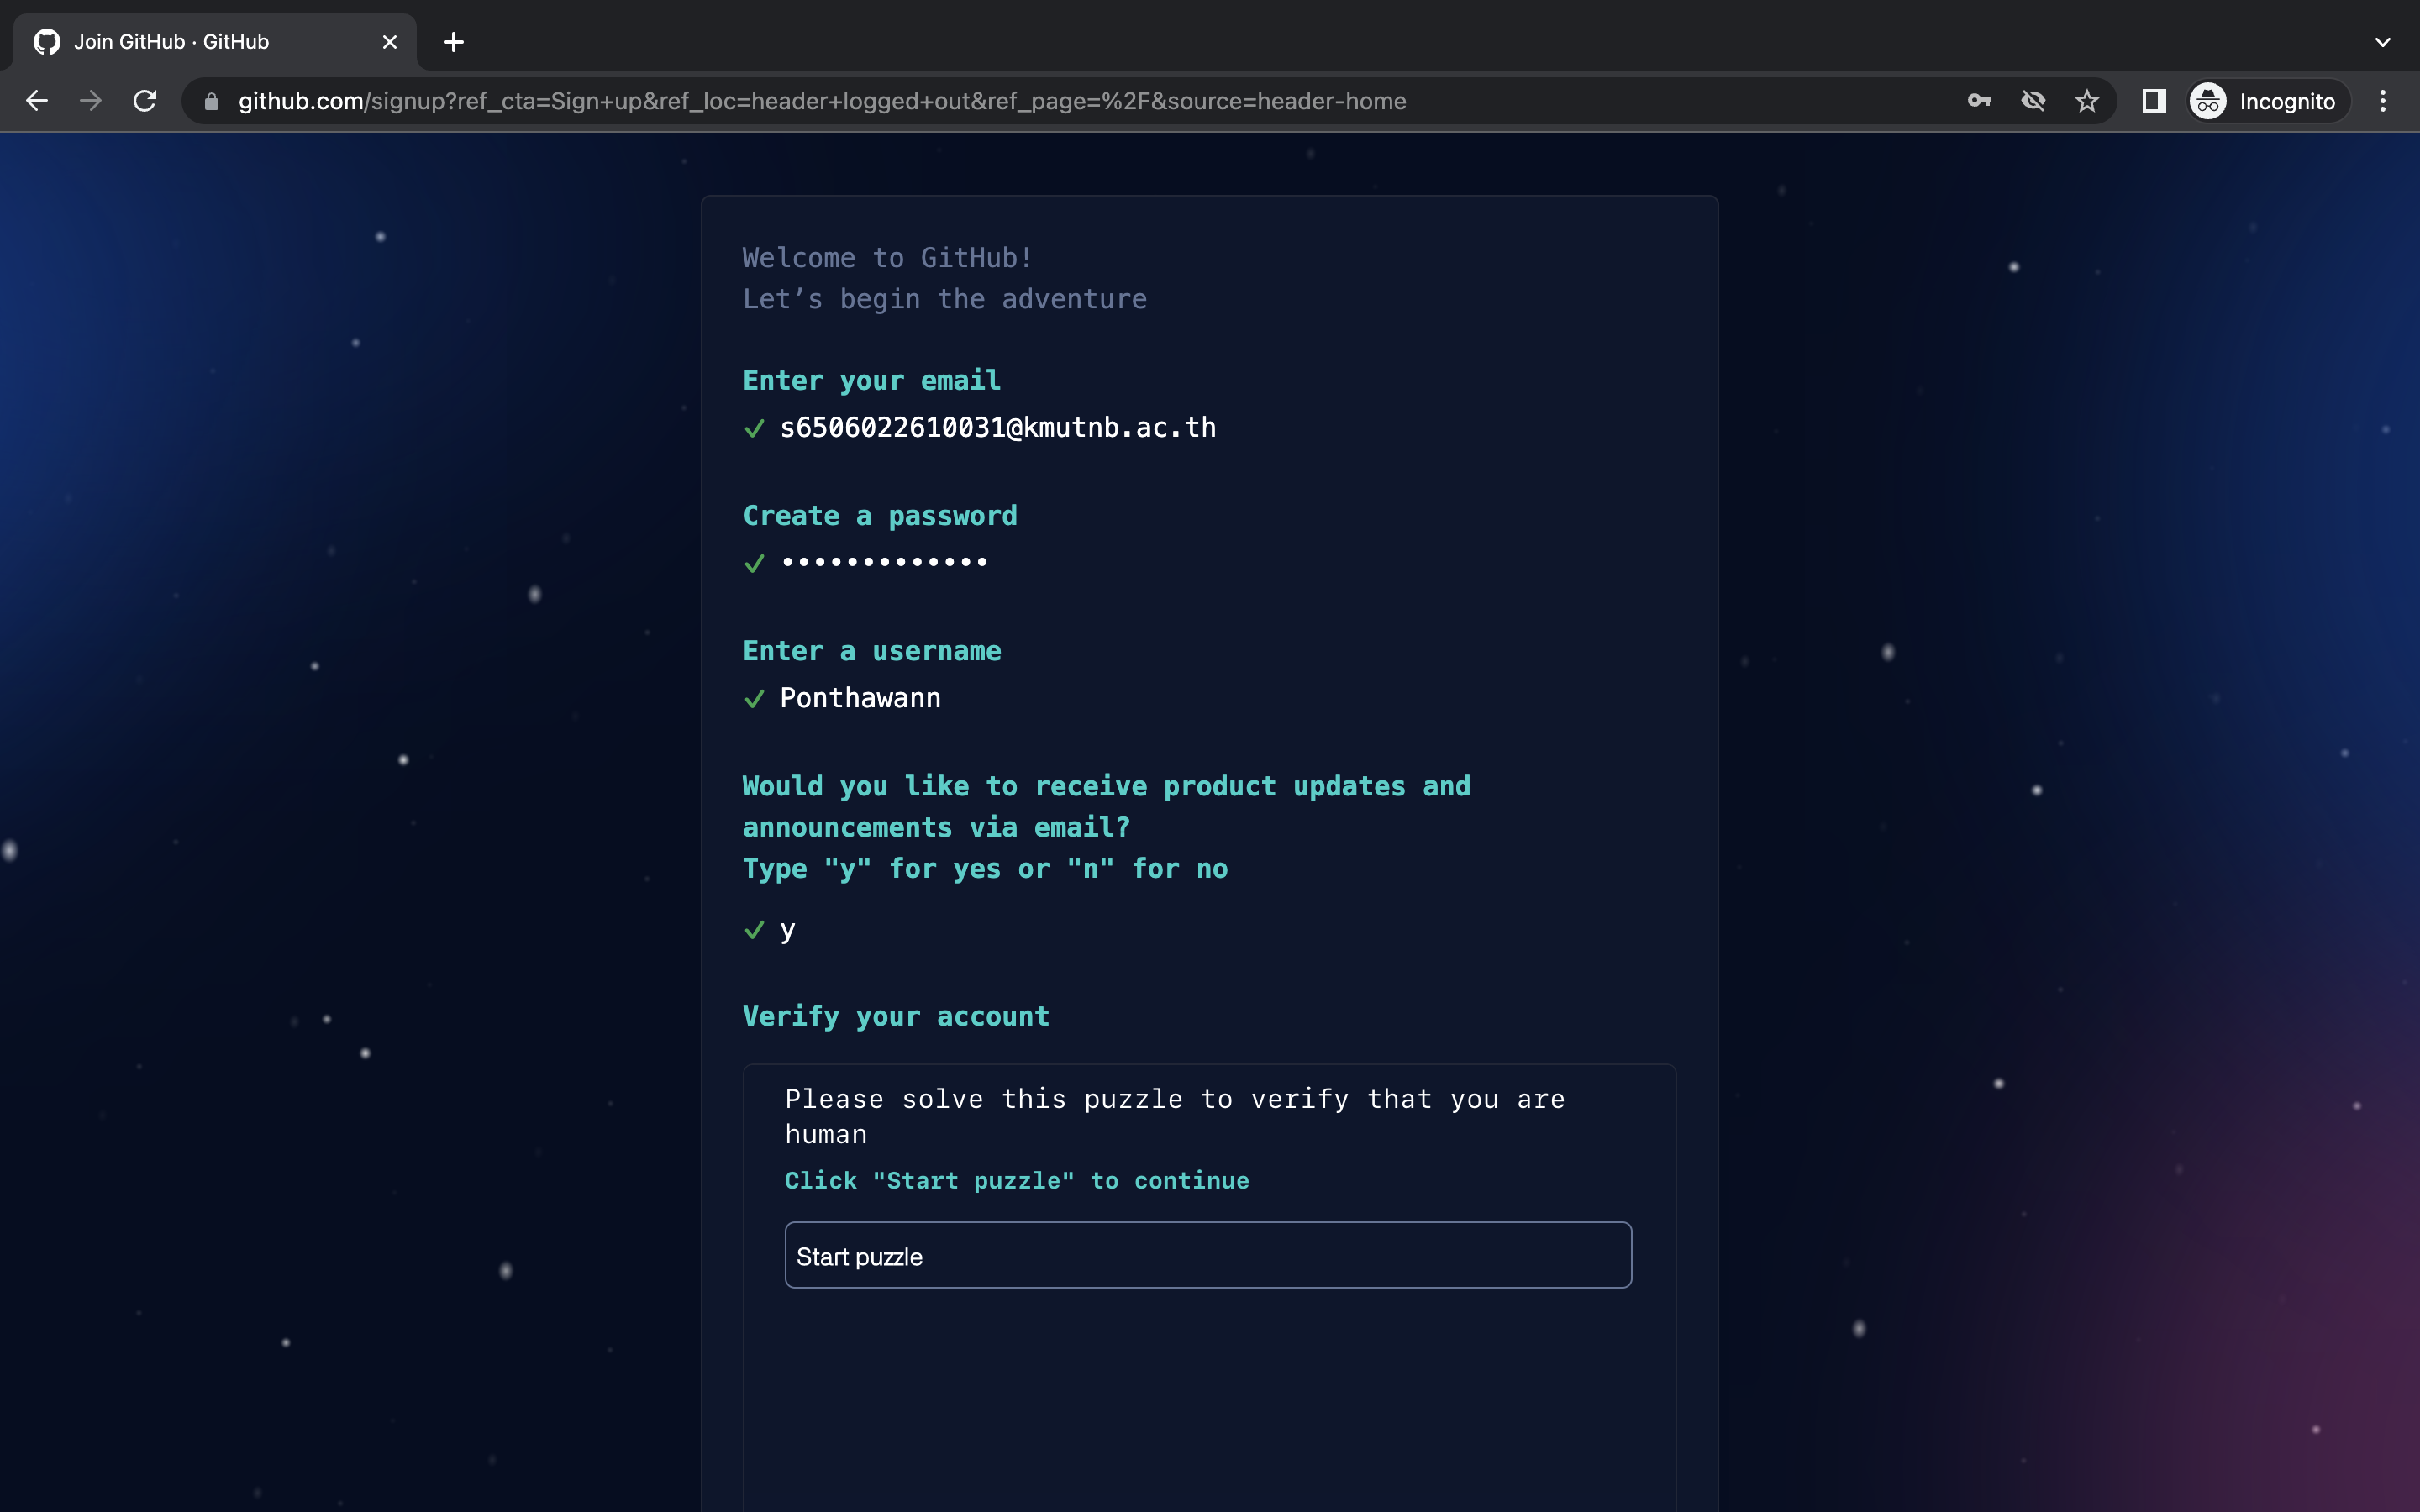 Join GitHub · GitHub
github.com/signup?ref_cta=Sign+up&ref_loc=header+logged+out&ref_page=%2F&source=header-home
Incognito
Welcome to GitHub!
Let’s begin the adventure
Enter your email
✓ s6506022610031@kmutnb.ac.th
Create a password
✓ •••••••••••••
Enter a username
✓ Ponthawann
Would you like to receive product updates and
announcements via email?
Type "y" for yes or "n" for no
✓ y
Verify your account
Please solve this puzzle to verify that you are
human
Click "Start puzzle" to continue
Start puzzle